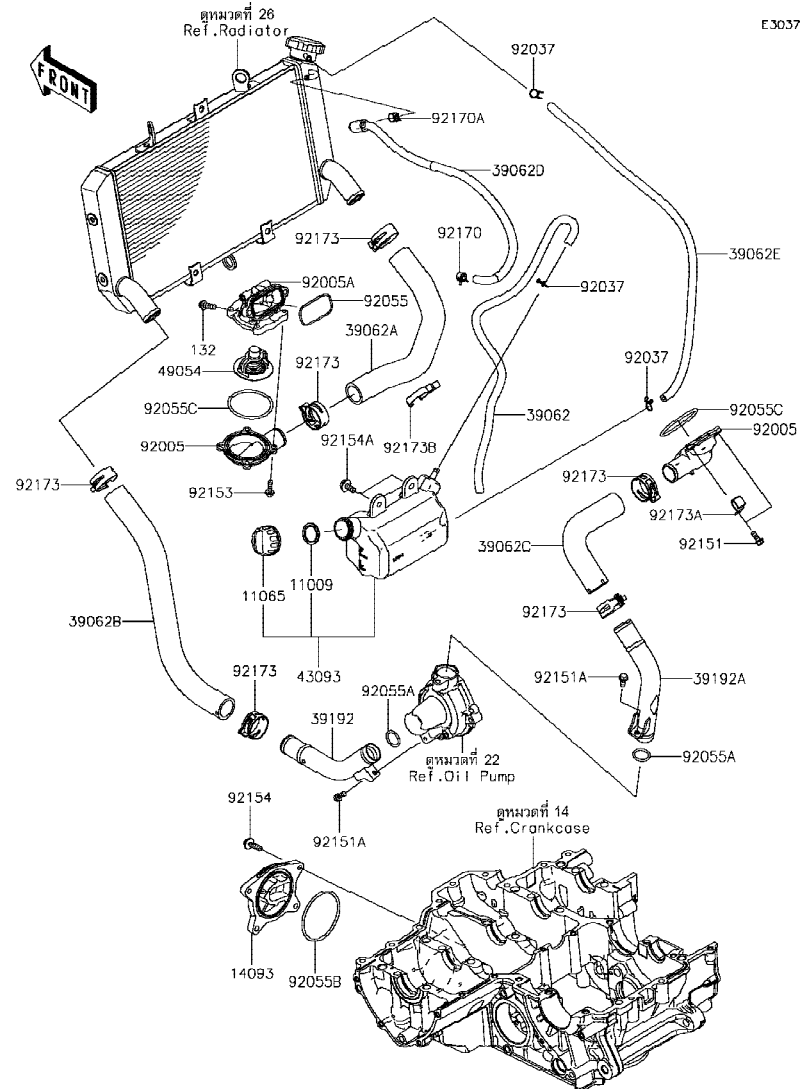 E3037
ดูหมวดที่ 26
Ref.Radiator
FRONT
92037
92170A
39062D
92173
92170
39062E
92005A
92055
92037
39062A
132
49054
92173
92037
92055C
39062
92055C
92005
92005
92154A
92173B
92173
92153
92173
92173A
92151
39062C
11065
11009
92173
39062B
43093
92173
92055A
92151A
39192A
39192
92055A
ดูหมวดที่ 22
Ref.Oil Pump
92154
92151A
ดูหมวดที่ 14
Ref.Crankcase
14093
92055B